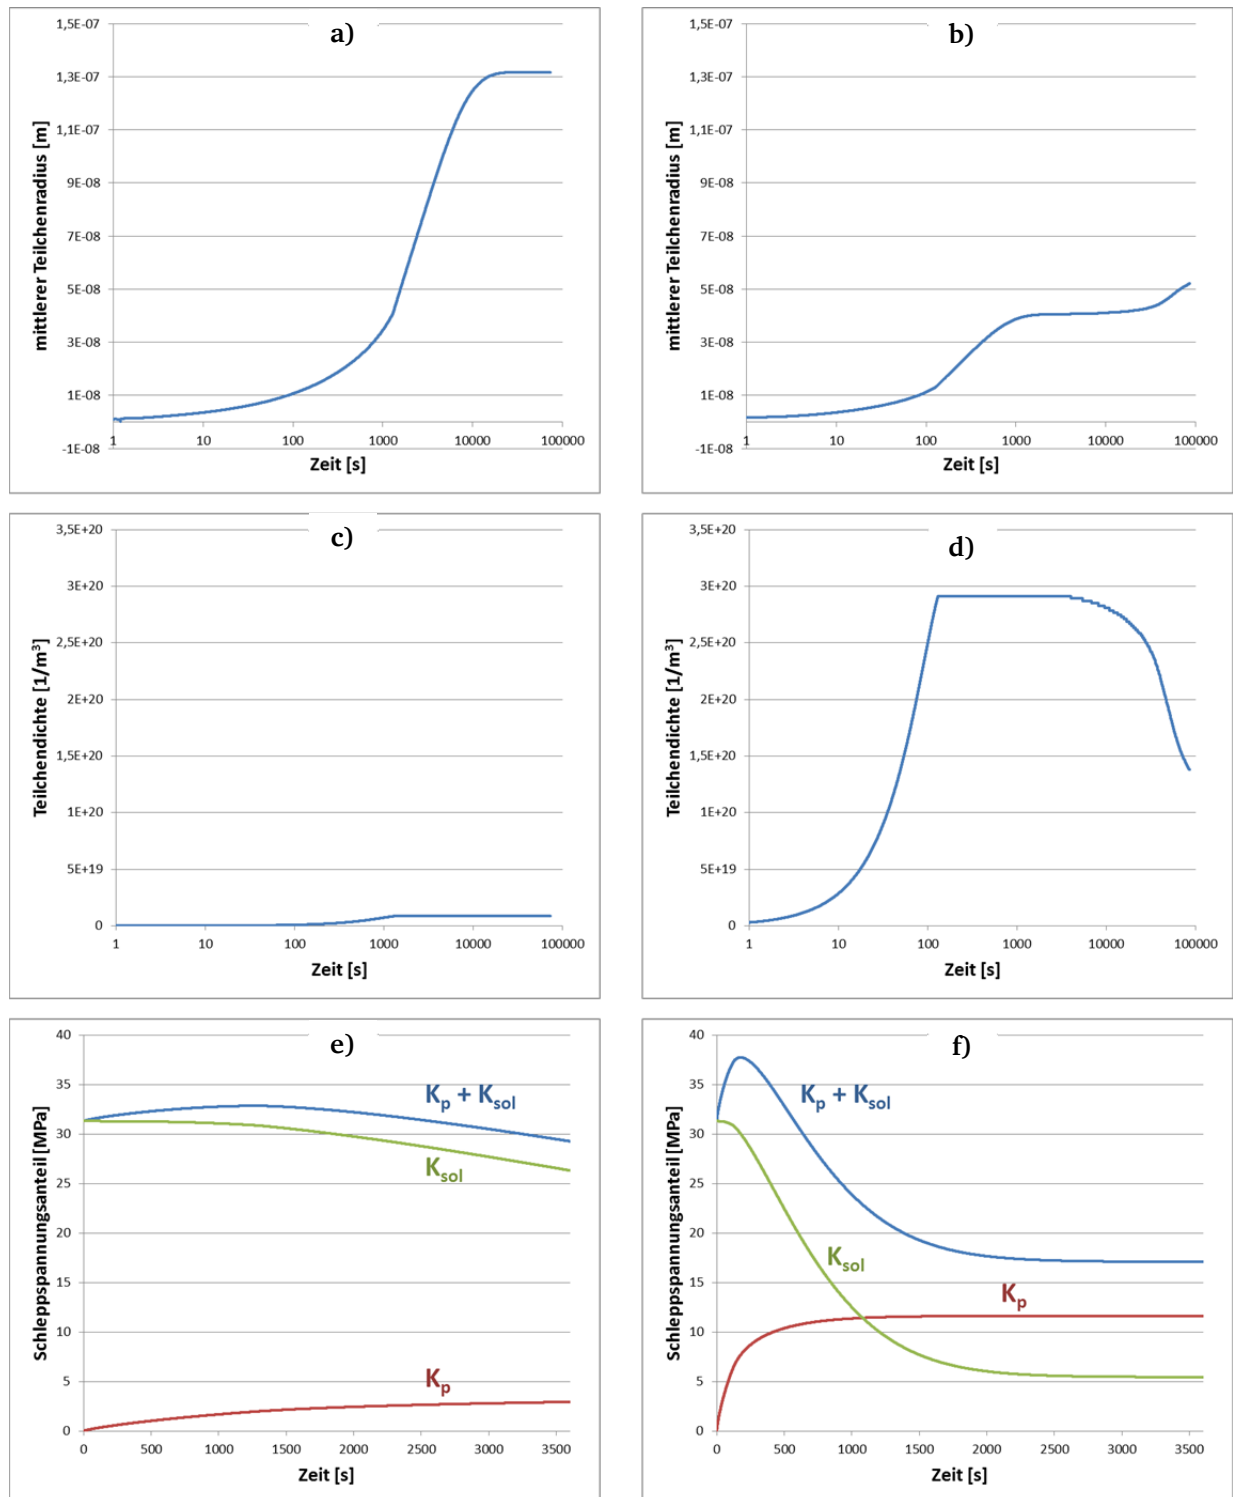 a)
1,5E-07
1,3E-07
1,1E-07
9E-08
7E-08
5E-08
3E-08
1E-08
-1E-08
mittlerer Teilchenradius [m]
1 10 100 1000 10000 100000
Zeit [s]
b)
1,5E-07
1,3E-07
1,1E-07
9E-08
7E-08
5E-08
3E-08
1E-08
-1E-08
mittlerer Teilchenradius [m]
1 10 100 1000 10000 100000
Zeit [s]
c)
3,5E+20
3E+20
2,5E+20
2E+20
1,5E+20
1E+20
5E+19
0
Teilchendichte [1/m³]
1 10 100 1000 10000 100000
Zeit [s]
d)
3,5E+20
3E+20
2,5E+20
2E+20
1,5E+20
1E+20
5E+19
0
Teilchendichte [1/m³]
1 10 100 1000 10000 100000
Zeit [s]
e)
40
35
30
25
20
15
10
5
0
Schleppspannungsanteil [MPa]
Kp + Ksol
Ksol
Kp
0 500 1000 1500 2000 2500 3000 3500
Zeit [s]
f)
40
35
30
25
20
15
10
5
0
Schleppspannungsanteil [MPa]
Kp + Ksol
Ksol
Kp
0 500 1000 1500 2000 2500 3000 3500
Zeit [s]